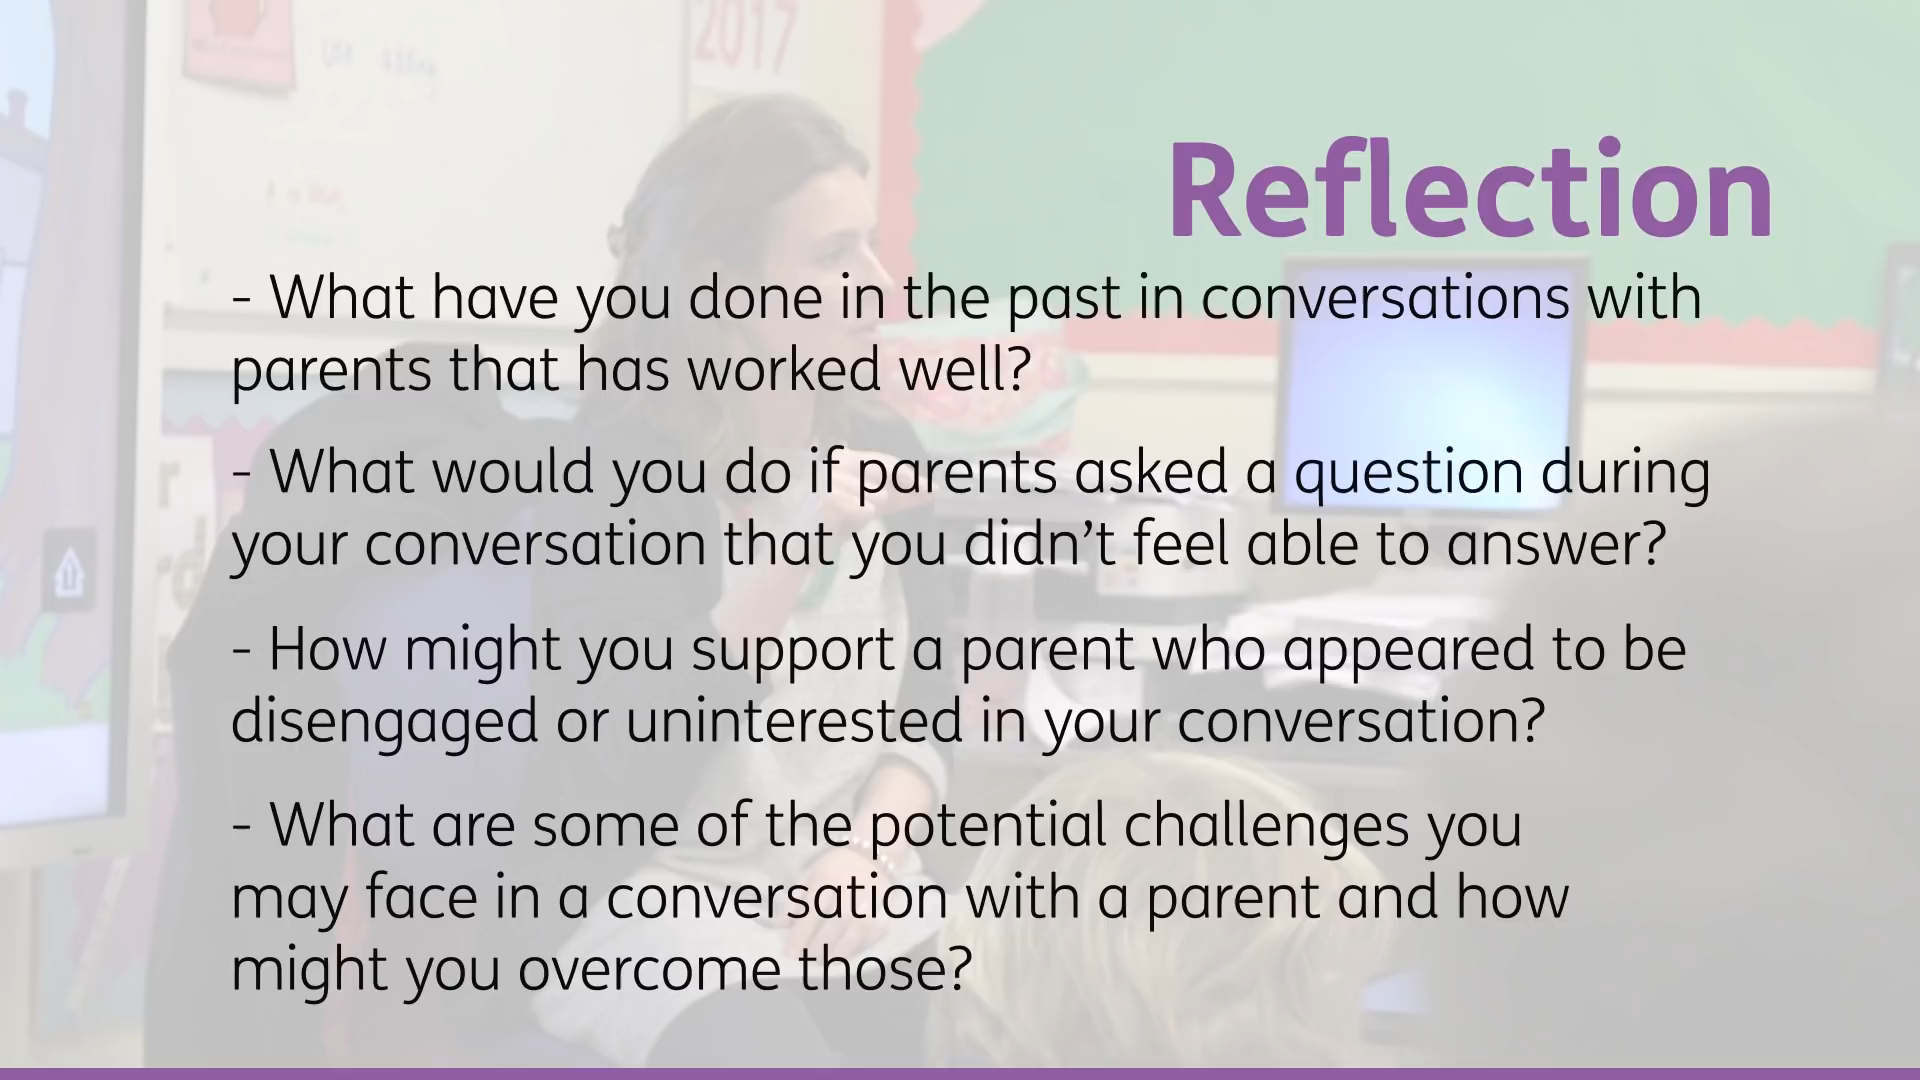 2017
Reflection
- What have you done in the past in conversations with
parents that has worked well?
- What would you do if parents asked a question during
your conversation that you didn’t feel able to answer?
- How might you support a parent who appeared to be
disengaged or uninterested in your conversation?
- What are some of the potential challenges you
may face in a conversation with a parent and how
might you overcome those?